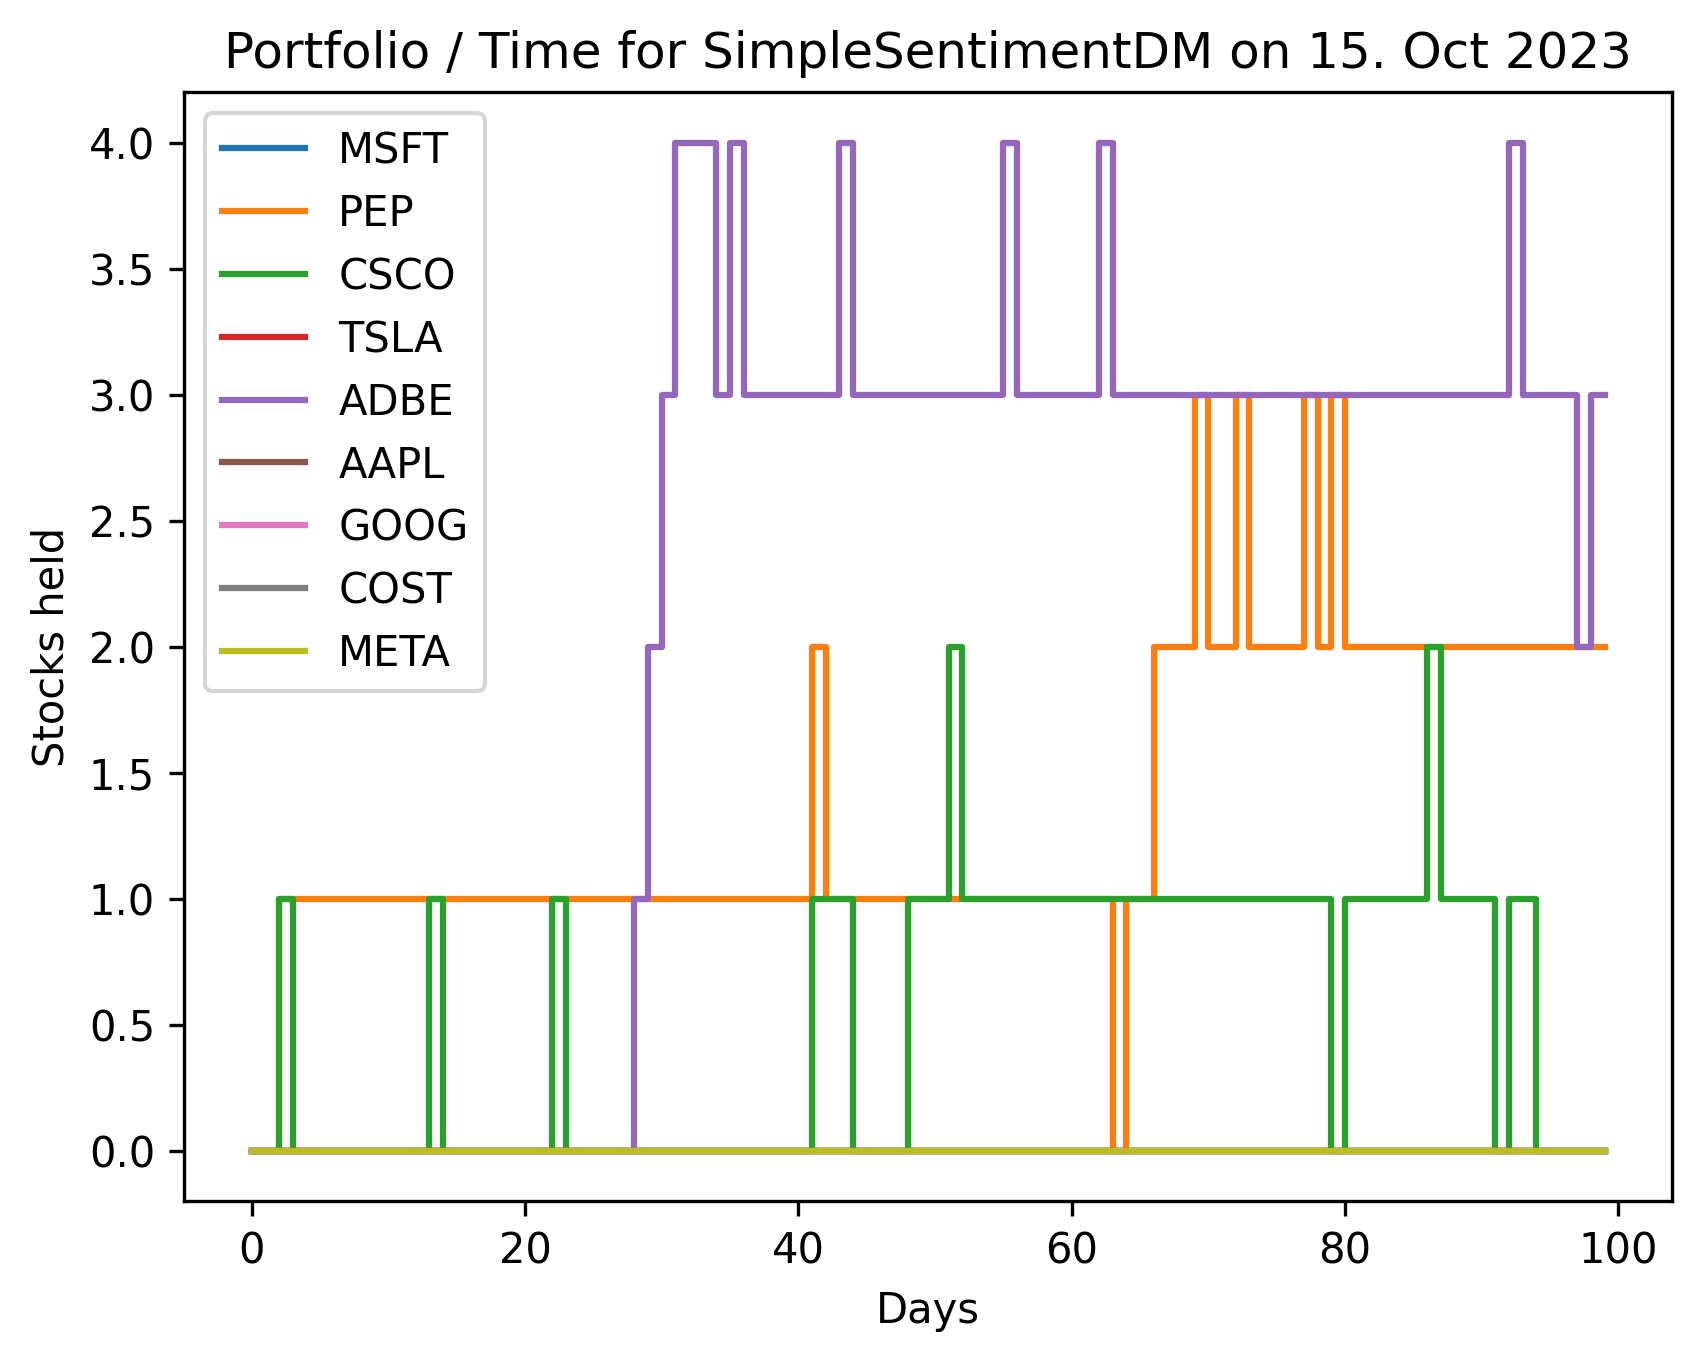 Portfolio / Time for SimpleSentimentDM on 15. Oct 2023
MSFT
PEP
CSCO
TSLA
ADBE
AAPL
GOOG
COST
META
4.0
3.5
3.0
2.5
2.0
1.5
1.0
0.5
0.0
Stocks held
0 20 40 60 80 100
Days